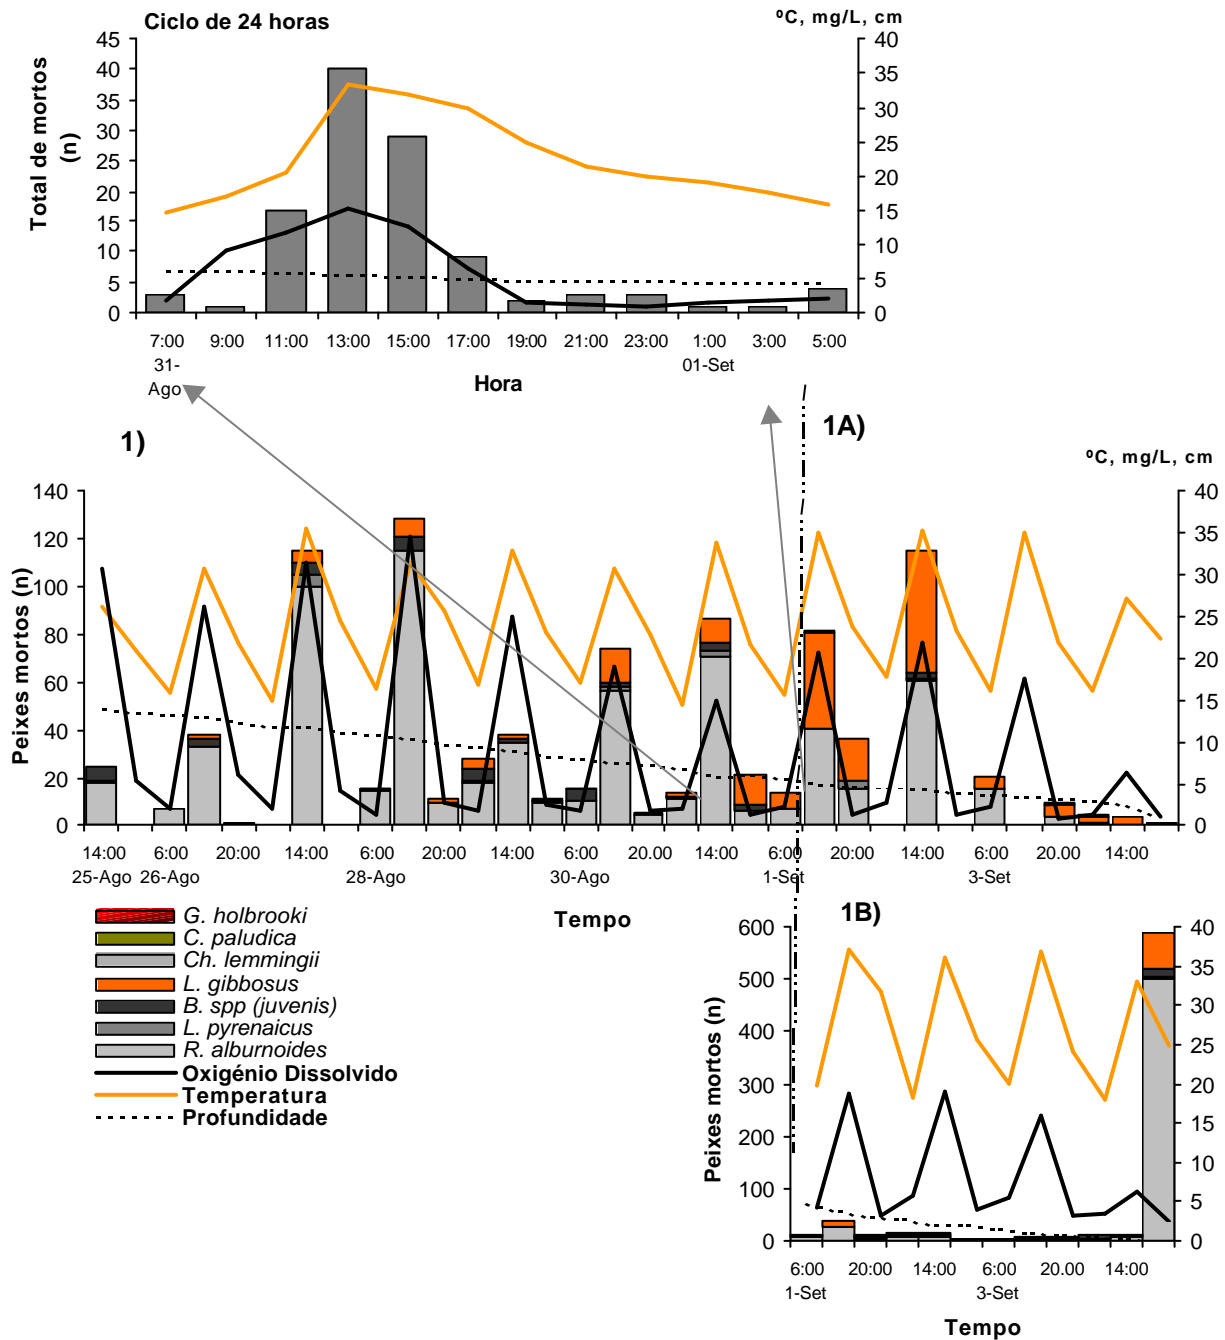 Ciclo de 24 horas
ºC, mg/L, cm
Total de mortos
(n)
45
40
35
30
25
20
15
10
5
0
40
35
30
25
20
15
10
5
0
7:00 9:00 11:00 13:00 15:00 17:00 19:00 21:00 23:00 1:00 3:00 5:00
31-
Ago
01-Set
Hora
1)
1A)
ºC, mg/L, cm
Peixes mortos (n)
140
120
100
80
60
40
20
0
40
35
30
25
20
15
10
5
0
14:00 6:00 20:00 14:00 6:00 20:00 14:00 6:00 20.00 14:00 6:00 20:00 14:00 6:00 20.00 14:00
25-Ago 26-Ago 28-Ago 30-Ago 1-Set 3-Set
Tempo
G. holbrooki
C. paludica
Ch. lemmingii
L. gibbosus
B. spp (juvenis)
L. pyrenaicus
R. alburnoides
Oxigénio Dissolvido
Temperatura
Profundidade
1B)
Peixes mortos (n)
600
500
400
300
200
100
0
40
35
30
25
20
15
10
5
0
6:00 20:00 14:00 6:00 20.00 14:00
1-Set 3-Set
Tempo